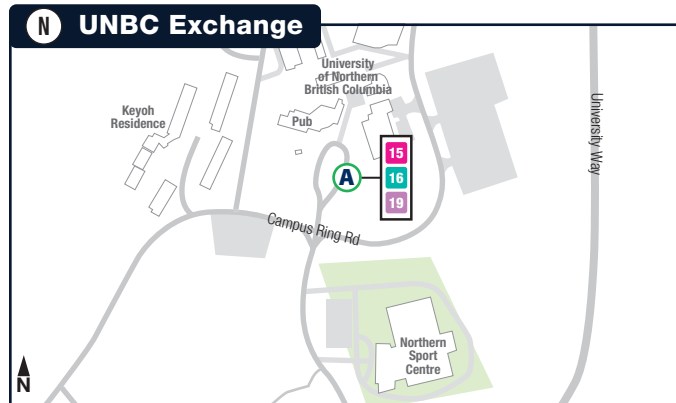 N UNBC Exchange
University
of Northern
British Columbia
Keyoh
Residence
Pub
University Way
A
15
16
19
Campus Ring Rd
Northern
Sport
Centre
N